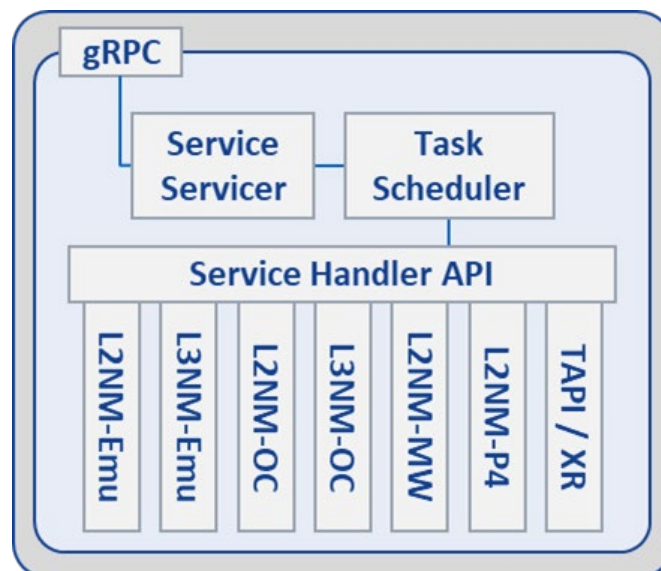 gRPC
Service
Servicer
Task
Scheduler
Service Handler API
L2NM-Emu
L3NM-Emu
L2NM-OC
L3NM-OC
L2NM-MW
L2NM-P4
TAPI / XR